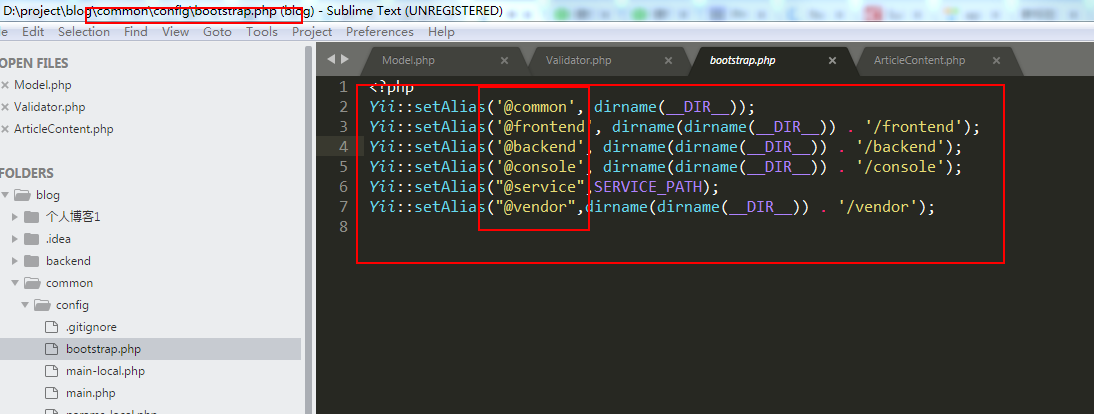 D:\project\blog\common\config\bootstrap.php (blog) - Sublime Text (UNREGISTERED)
le Edit Selection Find View Goto Tools Project Preferences Help
OPEN FILES
Model.php
Validator.php
ArticleContent.php
FOLDERS
blog
个人博客1
.idea
backend
common
config
.gitignore
bootstrap.php
main-local.php
main.php
params-local.php
Model.php Validator.php bootstrap.php ArticleContent.php
1 <?php
2 Yii::setAlias('@common', dirname(__DIR__));
3 Yii::setAlias('@frontend', dirname(dirname(__DIR__)) . '/frontend');
4 Yii::setAlias('@backend', dirname(dirname(__DIR__)) . '/backend');
5 Yii::setAlias('@console', dirname(dirname(__DIR__)) . '/console');
6 Yii::setAlias("@service",SERVICE_PATH);
7 Yii::setAlias("@vendor",dirname(dirname(__DIR__)) . '/vendor');
8